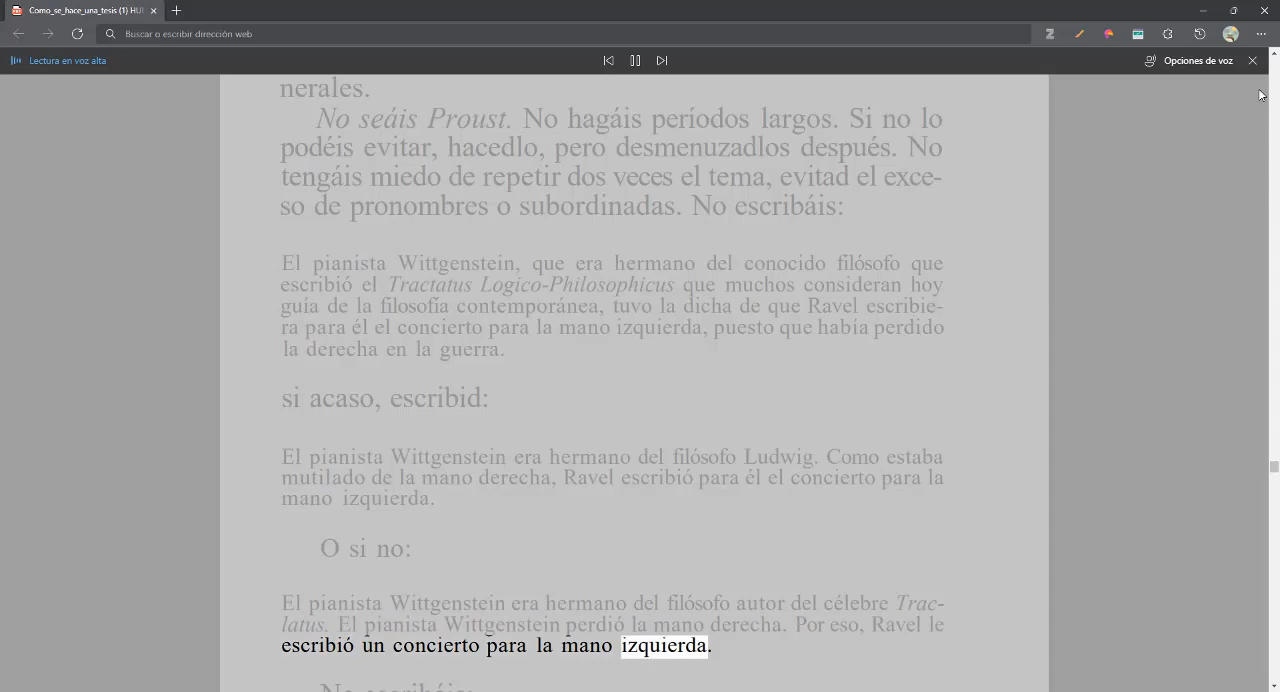 Como_se_hace_una_tesis (1) HU
Buscar o escribir dirección web
Lectura en voz alta
Opciones de voz
nerales.
No seáis Proust. No hagáis períodos largos. Si no lo
podéis evitar, hacedlo, pero desmenuzadlos después. No
tengáis miedo de repetir dos veces el tema, evitad el exce-
so de pronombres o subordinadas. No escribáis:
El pianista Wittgenstein, que era hermano del conocido filósofo que
escribió el Tractatus Logico-Philosophicus que muchos consideran hoy
guía de la filosofía contemporánea, tuvo la dicha de que Ravel escribie-
ra para él el concierto para la mano izquierda, puesto que había perdido
la derecha en la guerra.
si acaso, escribid:
El pianista Wittgenstein era hermano del filósofo Ludwig. Como estaba
mutilado de la mano derecha, Ravel escribió para él el concierto para la
mano izquierda.
O si no:
El pianista Wittgenstein era hermano del filósofo autor del célebre Trac-
latus. El pianista Wittgenstein perdió la mano derecha. Por eso, Ravel le
escribió un concierto para la mano izquierda.
No escribáis: